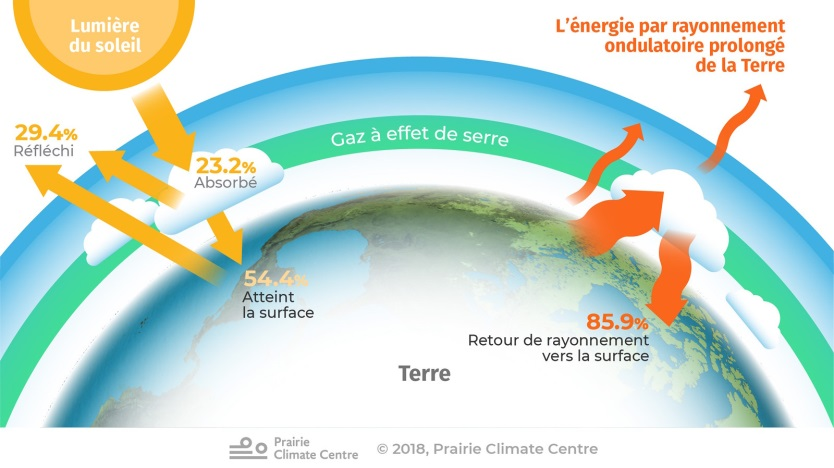 Lumière
du soleil
L'énergie par rayonnement
ondulatoire prolongé
de la Terre
29.4%
Réfléchi
Gaz à effet de serre
23.2%
Absorbé
54.4%
Atteint
la surface
85.9%
Retour de rayonnement
vers la surface
Terre
Prairie
Climate Centre
© 2018, Prairie Climate Centre